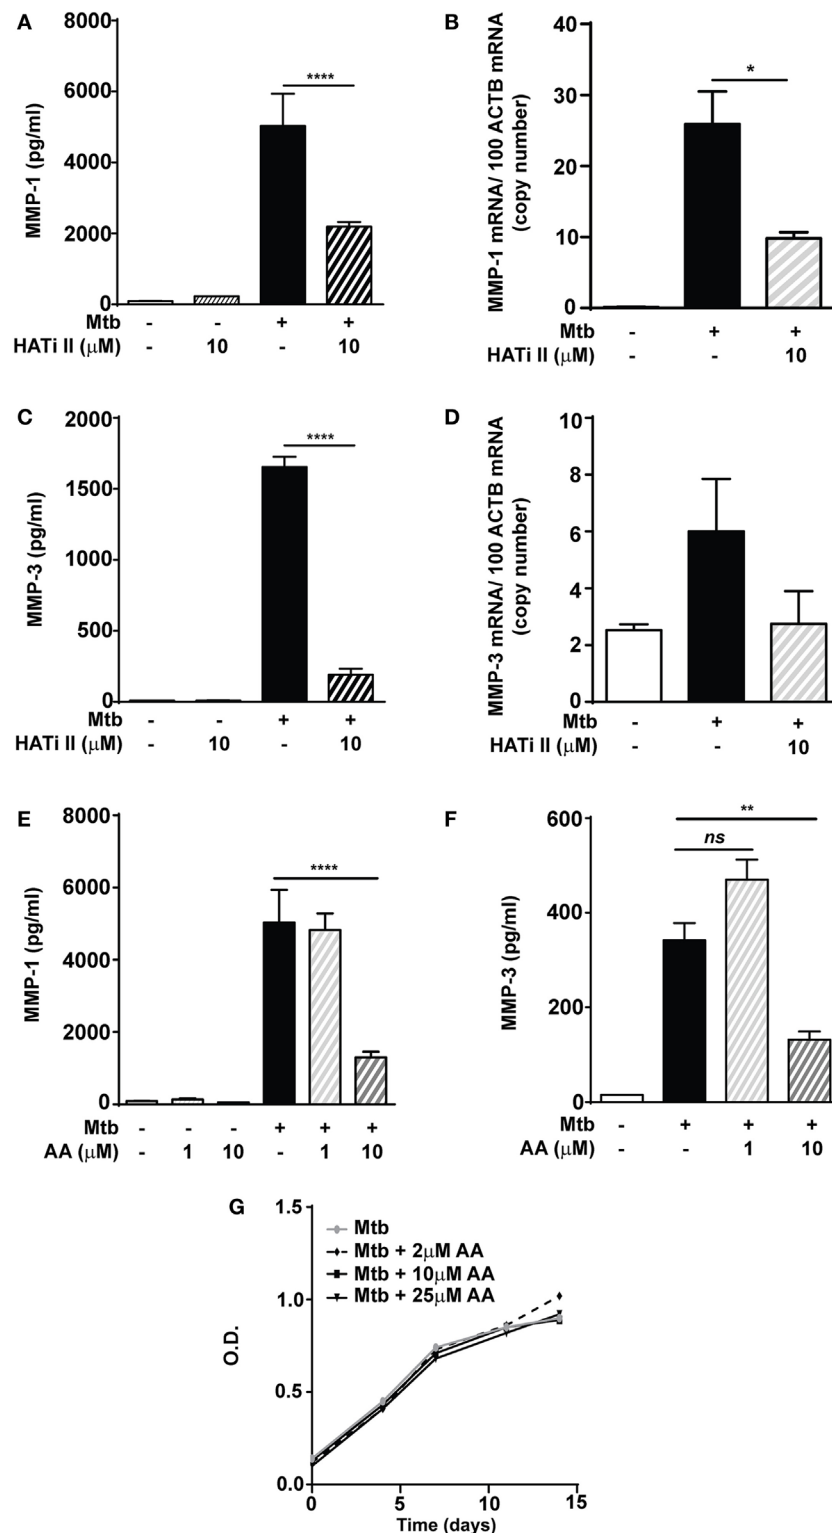 A
8000
6000
4000
2000
0
MMP-1 (pg/ml)
****
Mtb - - + +
HATi II (μM) - 10 - 10
B
40
30
20
10
0
MMP-1 mRNA/ 100 ACTB mRNA
(copy number)
*
Mtb - + +
HATi II (μM) - - 10
C
2000
1500
1000
500
0
MMP-3 (pg/ml)
****
Mtb - - + +
HATi II (μM) - 10 - 10
D
10
8
6
4
2
0
MMP-3 mRNA/ 100 ACTB mRNA
(copy number)
Mtb - + +
HATi II (μM) - - 10
E
8000
6000
4000
2000
0
MMP-1 (pg/ml)
****
Mtb - - - + + +
AA (μM) - 1 10 - 1 10
F
600
400
200
0
MMP-3 (pg/ml)
**
ns
Mtb - + + +
AA (μM) - - 1 10
G
1.5
1.0
0.5
0.0
O.D.
Mtb
Mtb + 2μM AA
Mtb + 10μM AA
Mtb + 25μM AA
0 5 10 15
Time (days)